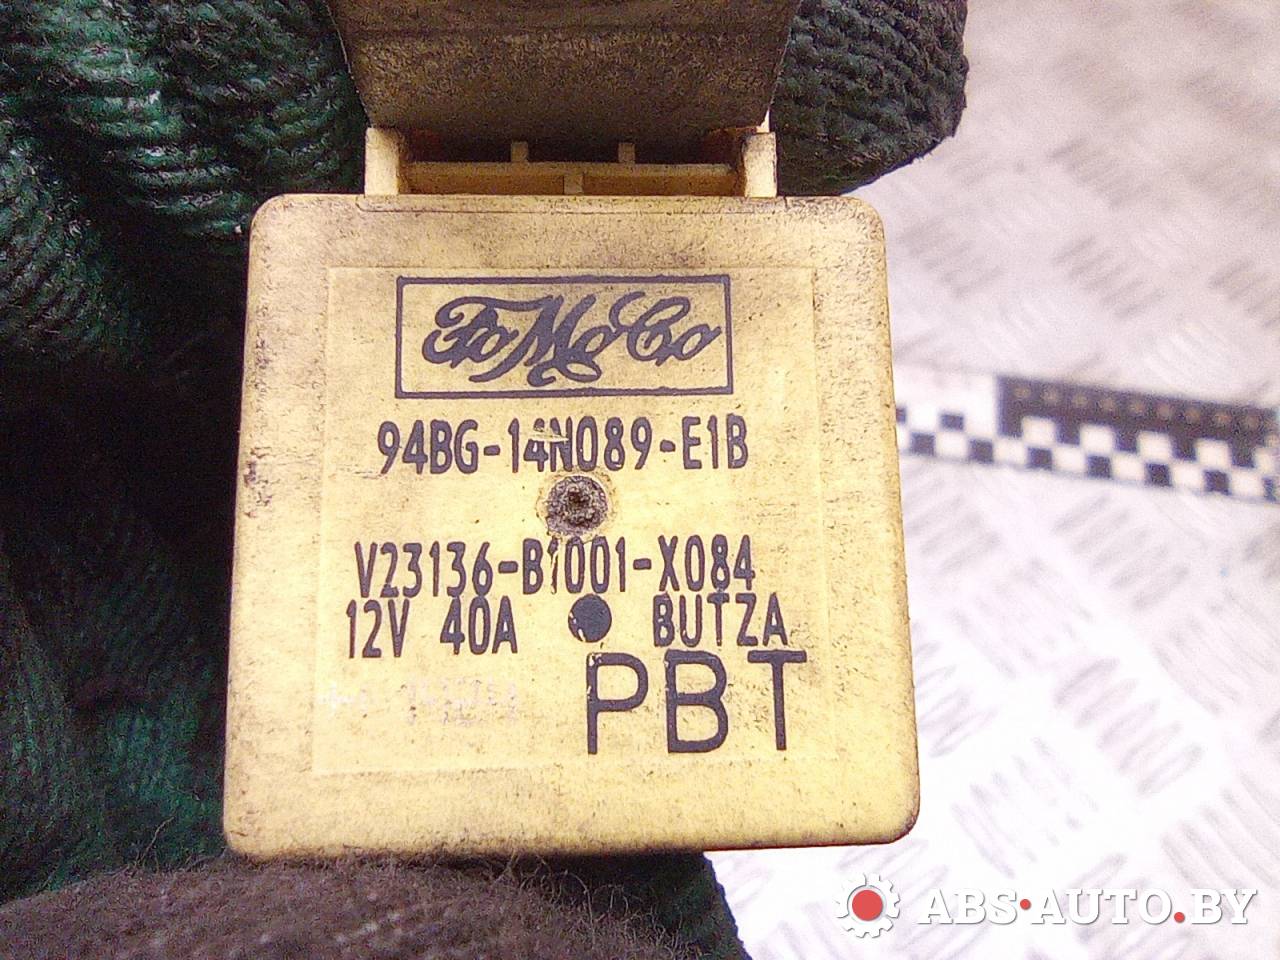 FoMoCo
94BG-14N089-E1B
V23136-B1001-X084
12V 40A ● BUTZA
PBT
ABS-AUTO.BY